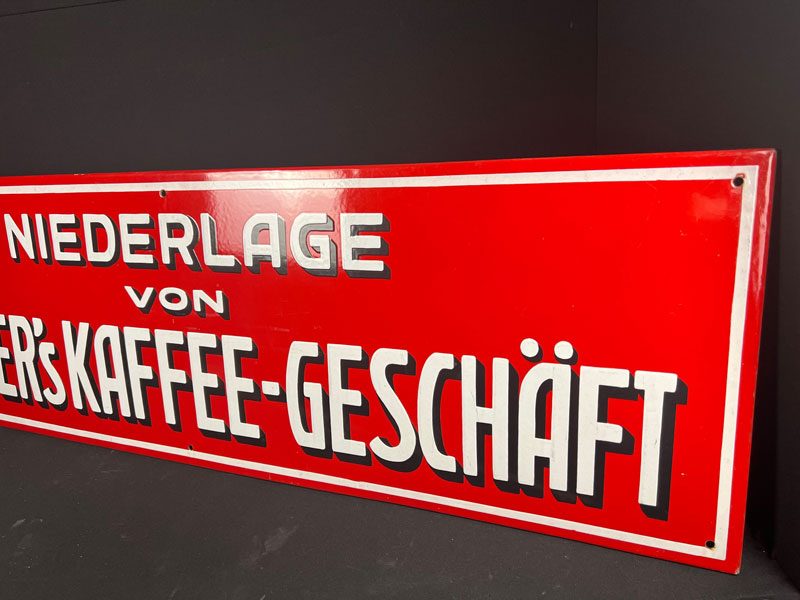 NIEDERLAGE
VON
ER's KAFFEE-GESCHÄFT